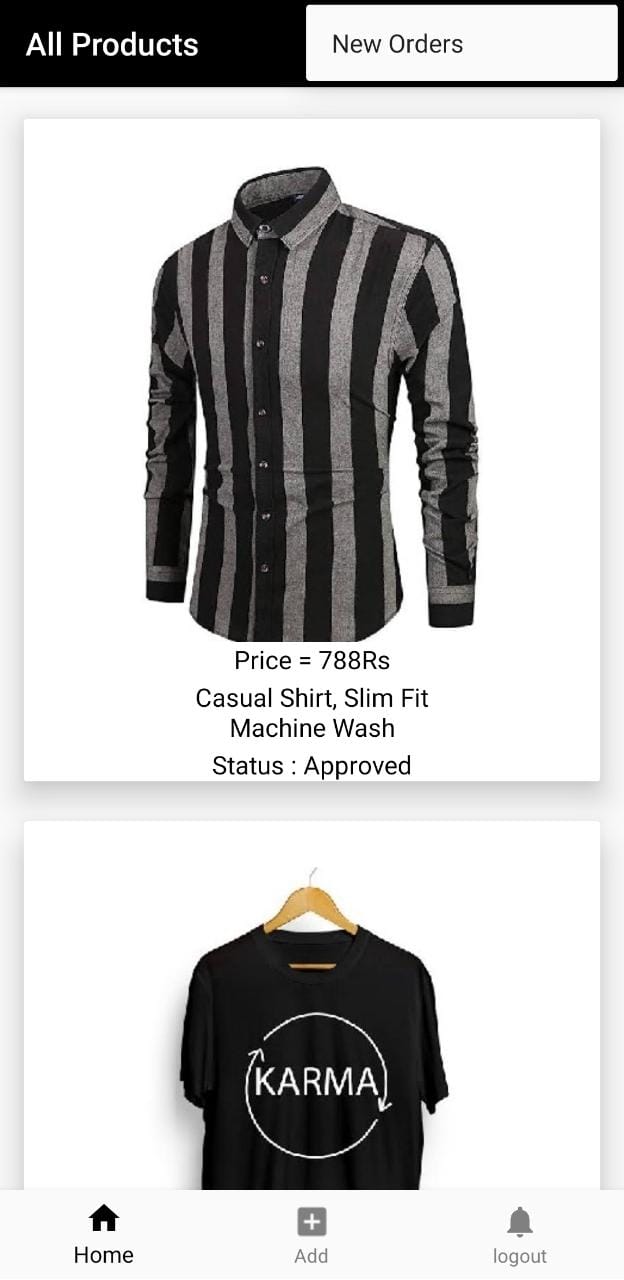 All Products
New Orders
Price = 788Rs
Casual Shirt, Slim Fit
Machine Wash
Status : Approved
KARMA
Home
Add
logout